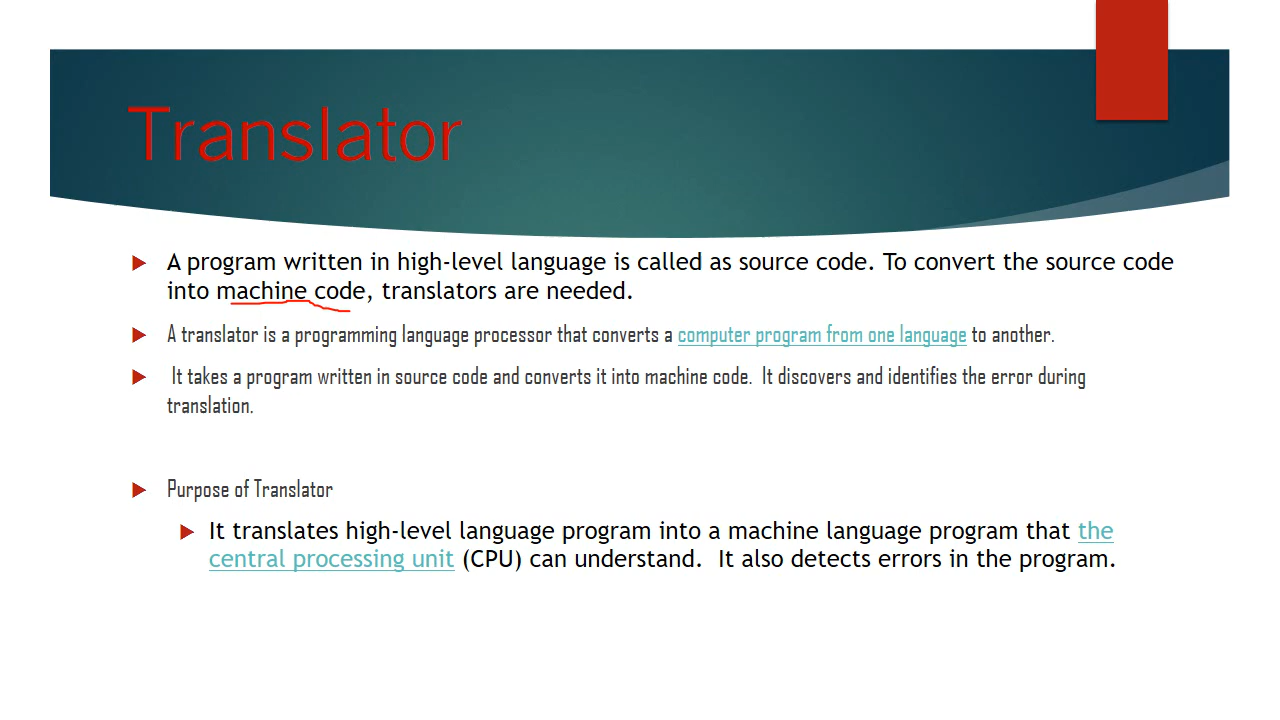 Translator
A program written in high-level language is called as source code. To convert the source code
into machine code, translators are needed.
A translator is a programming language processor that converts a computer program from one language to another.
It takes a program written in source code and converts it into machine code.  It discovers and identifies the error during
translation.
Purpose of Translator
It translates high-level language program into a machine language program that the
central processing unit (CPU) can understand.  It also detects errors in the program.